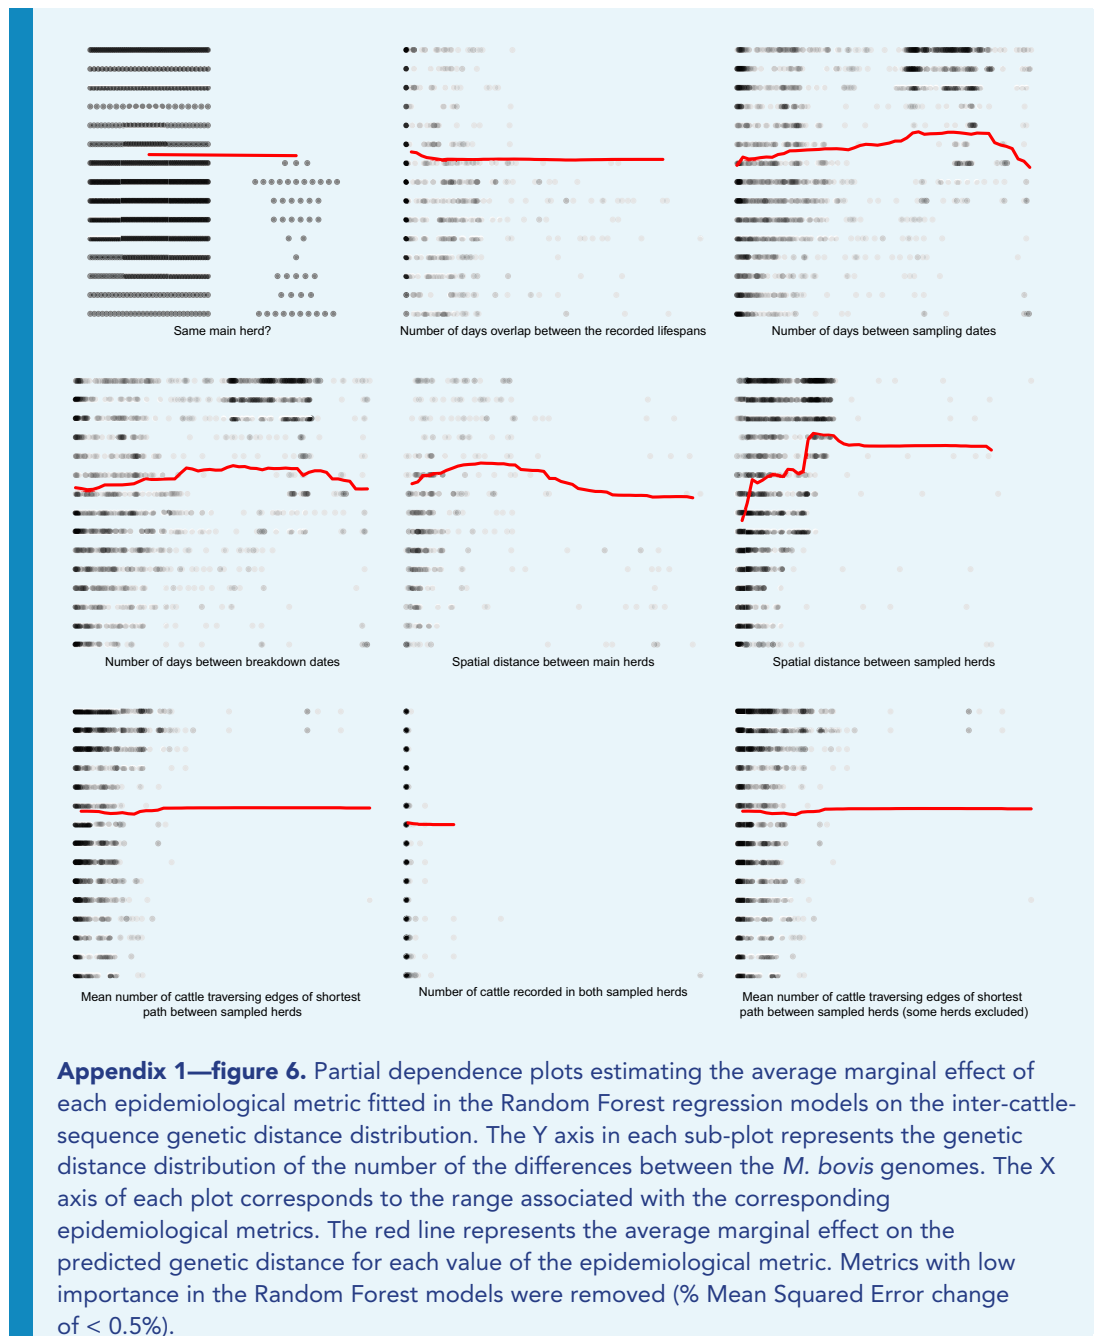 Same main herd?
Number of days overlap between the recorded lifespans
Number of days between sampling dates
Number of days between breakdown dates
Spatial distance between main herds
Spatial distance between sampled herds
Mean number of cattle traversing edges of shortest
path between sampled herds
Number of cattle recorded in both sampled herds
Mean number of cattle traversing edges of shortest
path between sampled herds (some herds excluded)
Appendix 1—figure 6. Partial dependence plots estimating the average marginal effect of
each epidemiological metric fitted in the Random Forest regression models on the inter-cattle-
sequence genetic distance distribution. The Y axis in each sub-plot represents the genetic
distance distribution of the number of the differences between the M. bovis genomes. The X
axis of each plot corresponds to the range associated with the corresponding
epidemiological metrics. The red line represents the average marginal effect on the
predicted genetic distance for each value of the epidemiological metric. Metrics with low
importance in the Random Forest models were removed (% Mean Squared Error change
of < 0.5%).